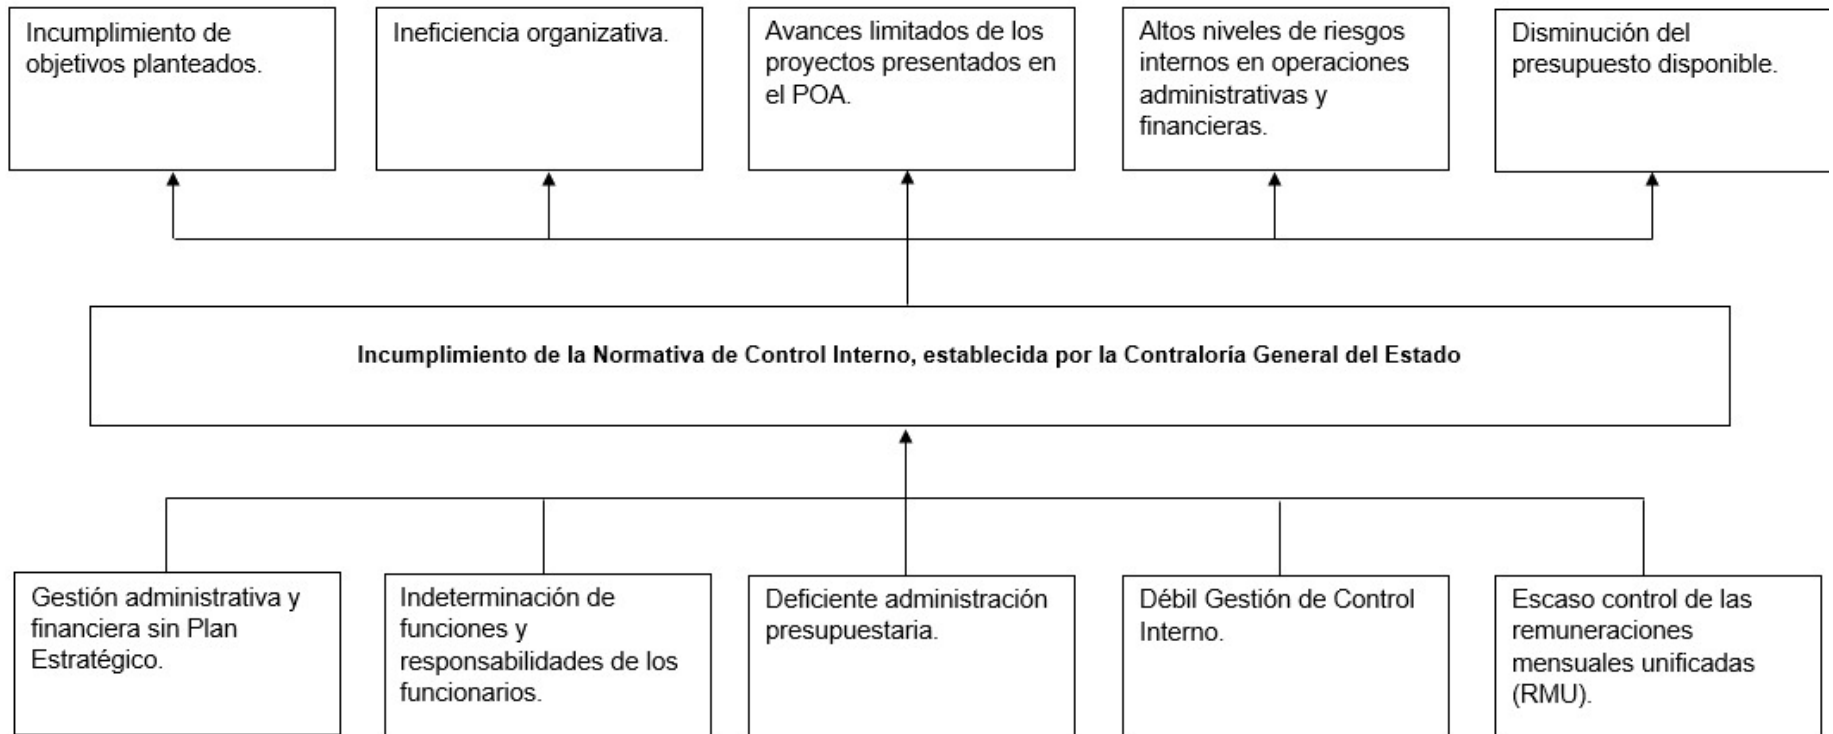 Incumplimiento de
objetivos planteados.
Ineficiencia organizativa.
Avances limitados de los
proyectos presentados en
el POA.
Altos niveles de riesgos
internos en operaciones
administrativas y
financieras.
Disminución del
presupuesto disponible.
Incumplimiento de la Normativa de Control Interno, establecida por la Contraloría General del Estado
Gestión administrativa y
financiera sin Plan
Estratégico.
Indeterminación de
funciones y
responsabilidades de los
funcionarios.
Deficiente administración
presupuestaria.
Débil Gestión de Control
Interno.
Escaso control de las
remuneraciones
mensuales unificadas
(RMU).